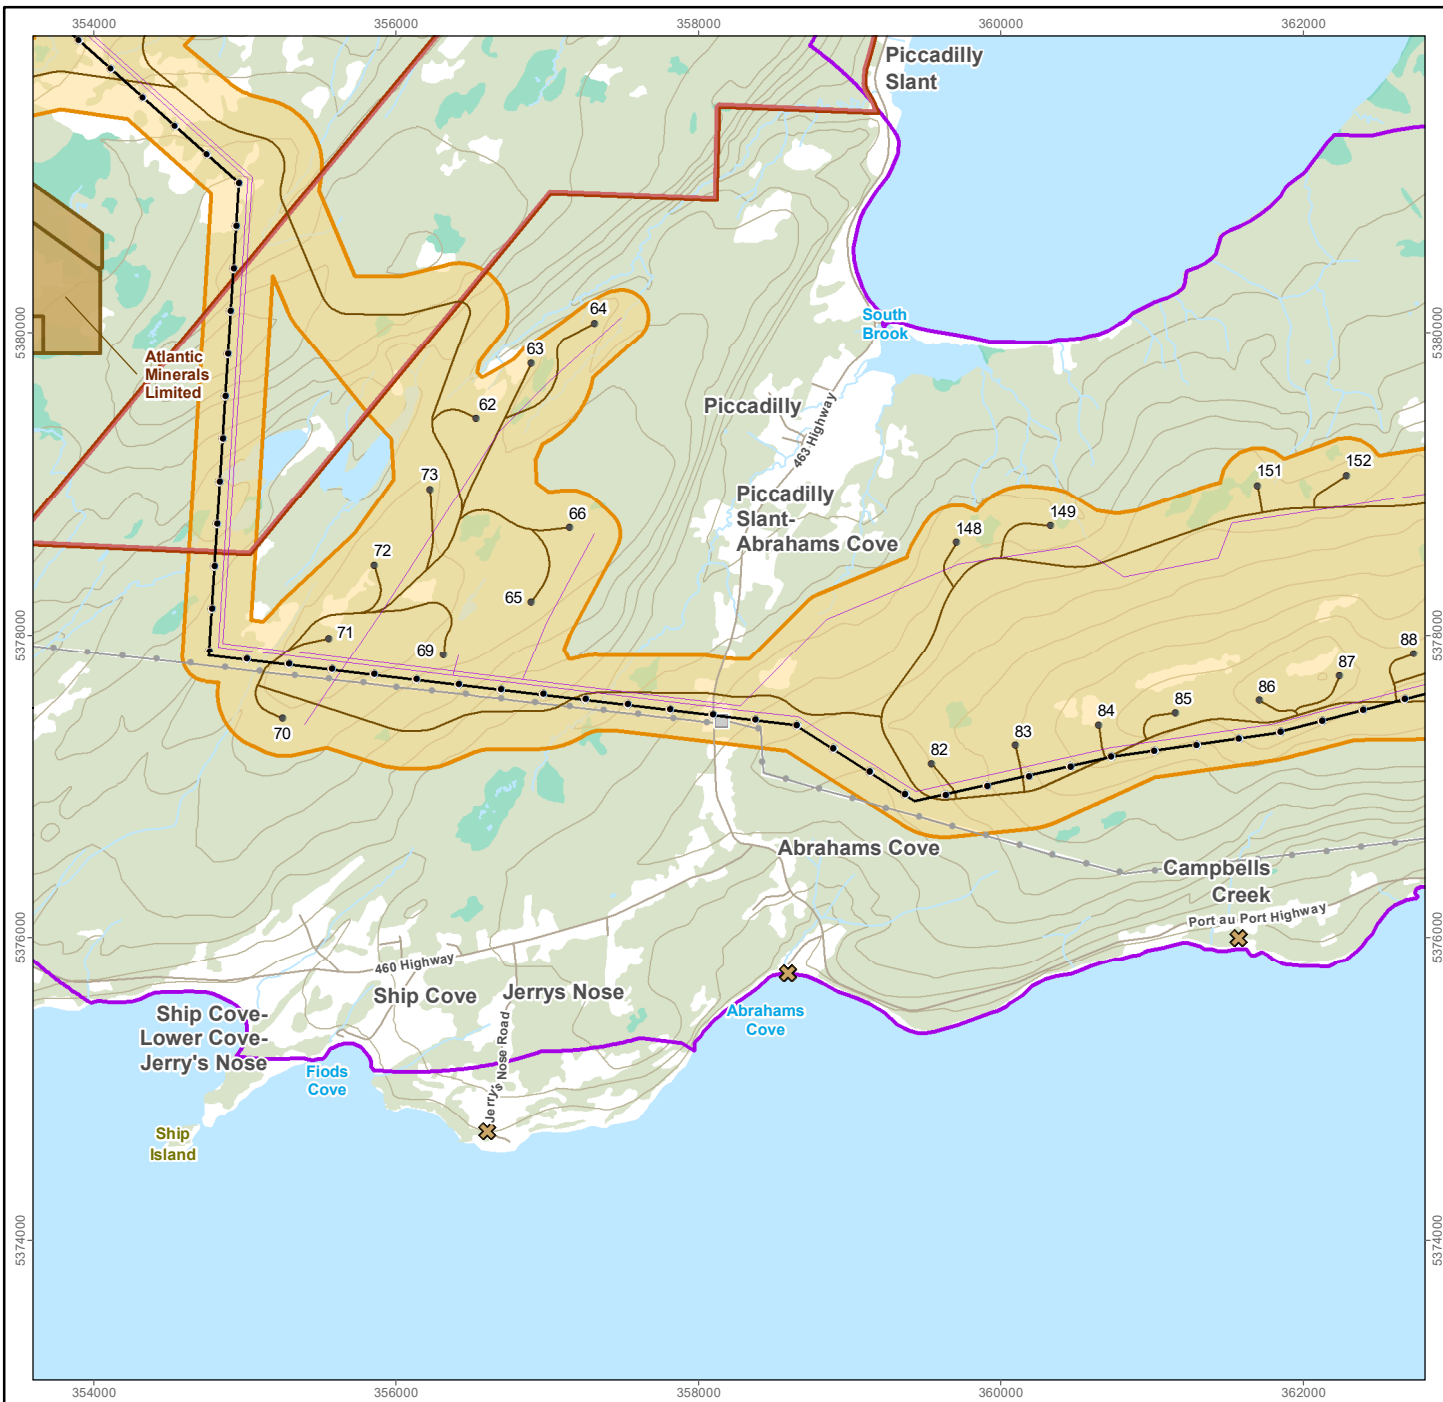 354000
356000
358000
360000
362000
Piccadilly
Slant
5380000
5380000
64
South
Brook
63
Atlantic
Minerals
Limited
62
Piccadilly
463 Highway
73
151
152
Piccadilly
Slant-
Abrahams Cove
66
149
148
72
65
71
69
5378000
5378000
88
87
86
85
84
83
82
70
Abrahams Cove
Campbells
Creek
Port au Port Highway
5376000
5376000
460 Highway
Ship Cove
Jerrys Nose
Abrahams
Cove
Ship Cove-
Lower Cove-
Jerry's Nose
Jerry's Nose Road
Fiods
Cove
Ship
Island
5374000
5374000
354000
356000
358000
360000
362000